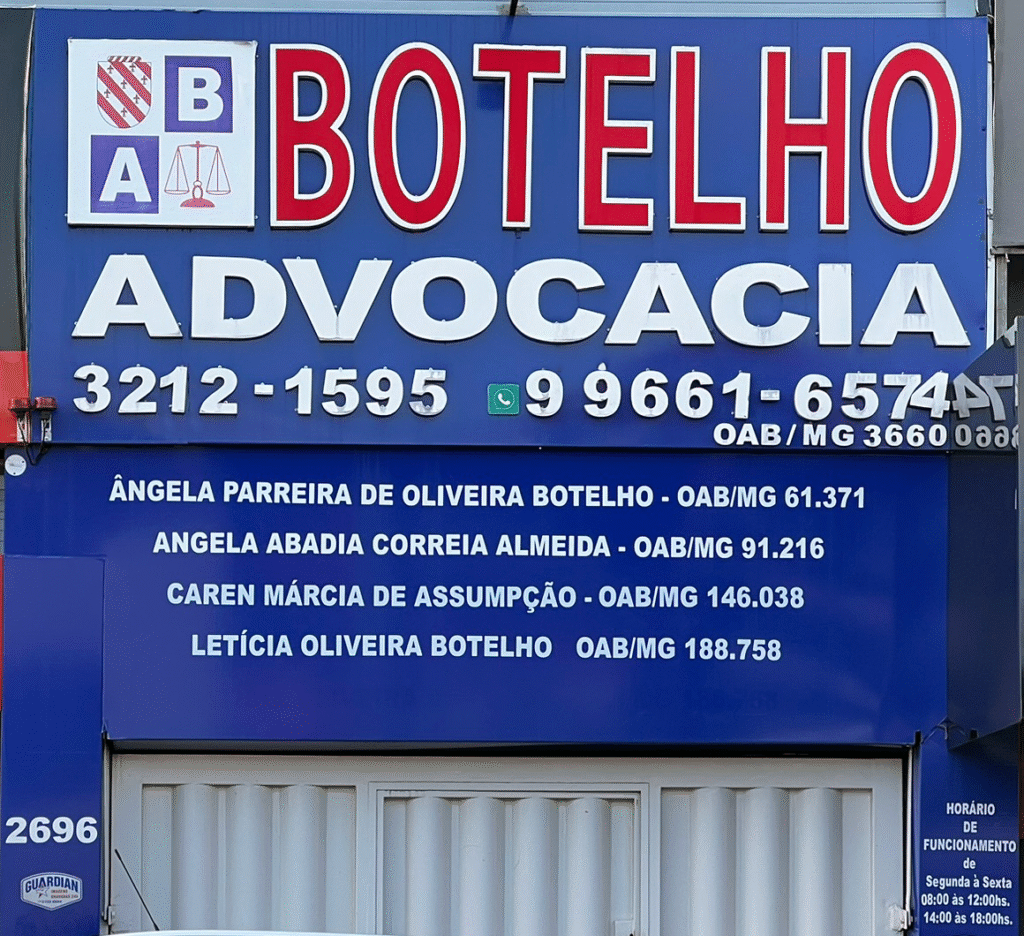 B
A
BOTELHO
ADVOCACIA
3212-1595 9 9661-6574
OAB/MG 3660
ÂNGELA PARREIRA DE OLIVEIRA BOTELHO - OAB/MG 61.371
ANGELA ABADIA CORREIA ALMEIDA - OAB/MG 91.216
CAREN MÁRCIA DE ASSUMPÇÃO - OAB/MG 146.038
LETÍCIA OLIVEIRA BOTELHO OAB/MG 188.758
2696
GUARDIAN
HORÁRIO
DE
FUNCIONAMENTO
de
Segunda à Sexta
08:00 às 12:00hs.
14:00 às 18:00hs.